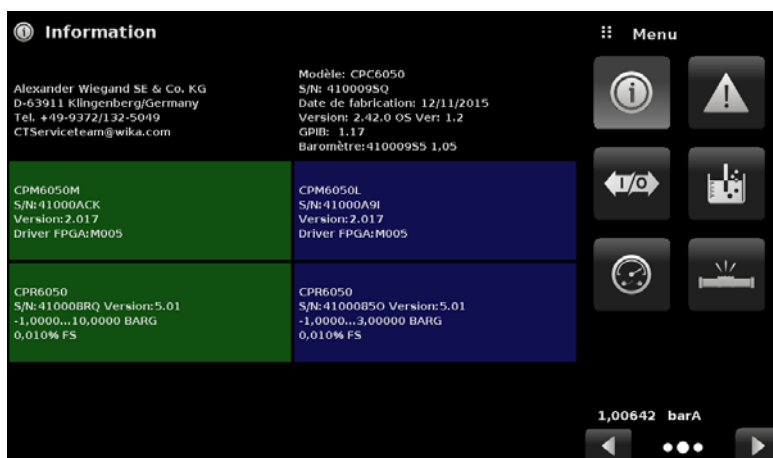 Information
Menu
Alexander Wiegand SE & Co. KG
D-63911 Klingenberg/Germany
Tel. +49-9372/132-5049
CTServiceteam@wika.com
Modèle: CPC6050
S/N: 410009SQ
Date de fabrication: 12/11/2015
Version: 2.42.0 OS Ver: 1.2
GPIB: 1.17
Baromètre:410009S5 1,05
CPM6050M
S/N:41000ACK
Version:2.017
Driver FPGA:M005
CPM6050L
S/N:41000A9I
Version:2.017
Driver FPGA:M005
CPR6050
S/N:410008RQ Version:5.01
-1,0000...10,0000 BARG
0,010% FS
CPR6050
S/N:4100085O Version:5.01
-1,0000...3,00000 BARG
0,010% FS
I/O
1,00642 barA